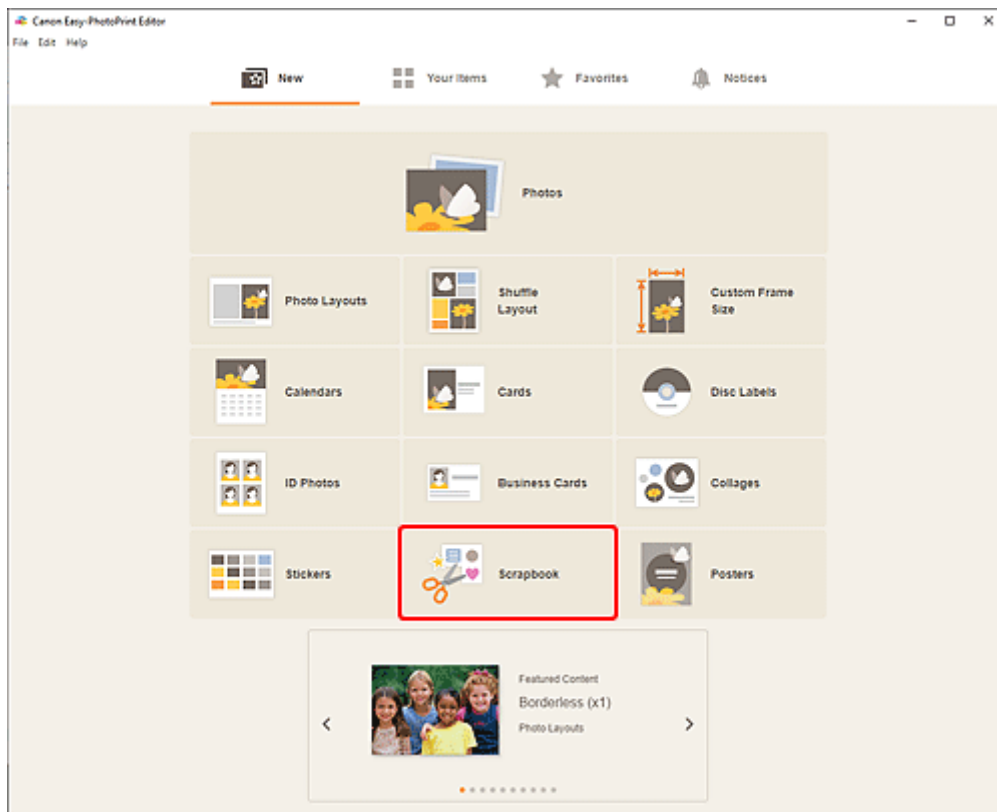 Canon Easy-PhotoPrint Editor
File Edit Help
New Your Items Favorites Notices
Photos
Photo Layouts
Shuffle
Layout
Custom Frame
Size
Calendars
Cards
Disc Labels
ID Photos
Business Cards
Collages
Stickers
Scrapbook
Posters
Featured Content
Borderless (x1)
Photo Layouts